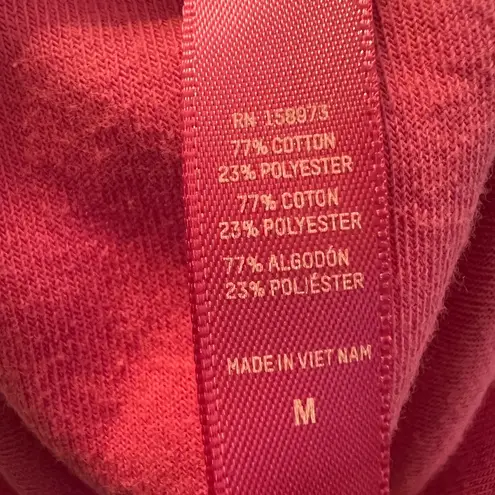 RN 158973
77% COTTON
23% POLYESTER
77% COTON
23% POLYESTER
77% ALGODÓN
23% POLIÉSTER
MADE IN VIET NAM
M